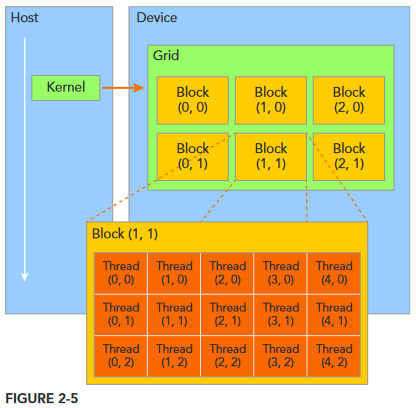 Host
Device
Grid
Kernel
Block
(0, 0)
Block
(1, 0)
Block
(2, 0)
Block
(0, 1)
Block
(1, 1)
Block
(2, 1)
Block (1, 1)
Thread
(0, 0)
Thread
(1, 0)
Thread
(2, 0)
Thread
(3, 0)
Thread
(4, 0)
Thread
(0, 1)
Thread
(1, 1)
Thread
(2, 1)
Thread
(3, 1)
Thread
(4, 1)
Thread
(0, 2)
Thread
(1, 2)
Thread
(2, 2)
Thread
(3, 2)
Thread
(4, 2)
FIGURE 2-5